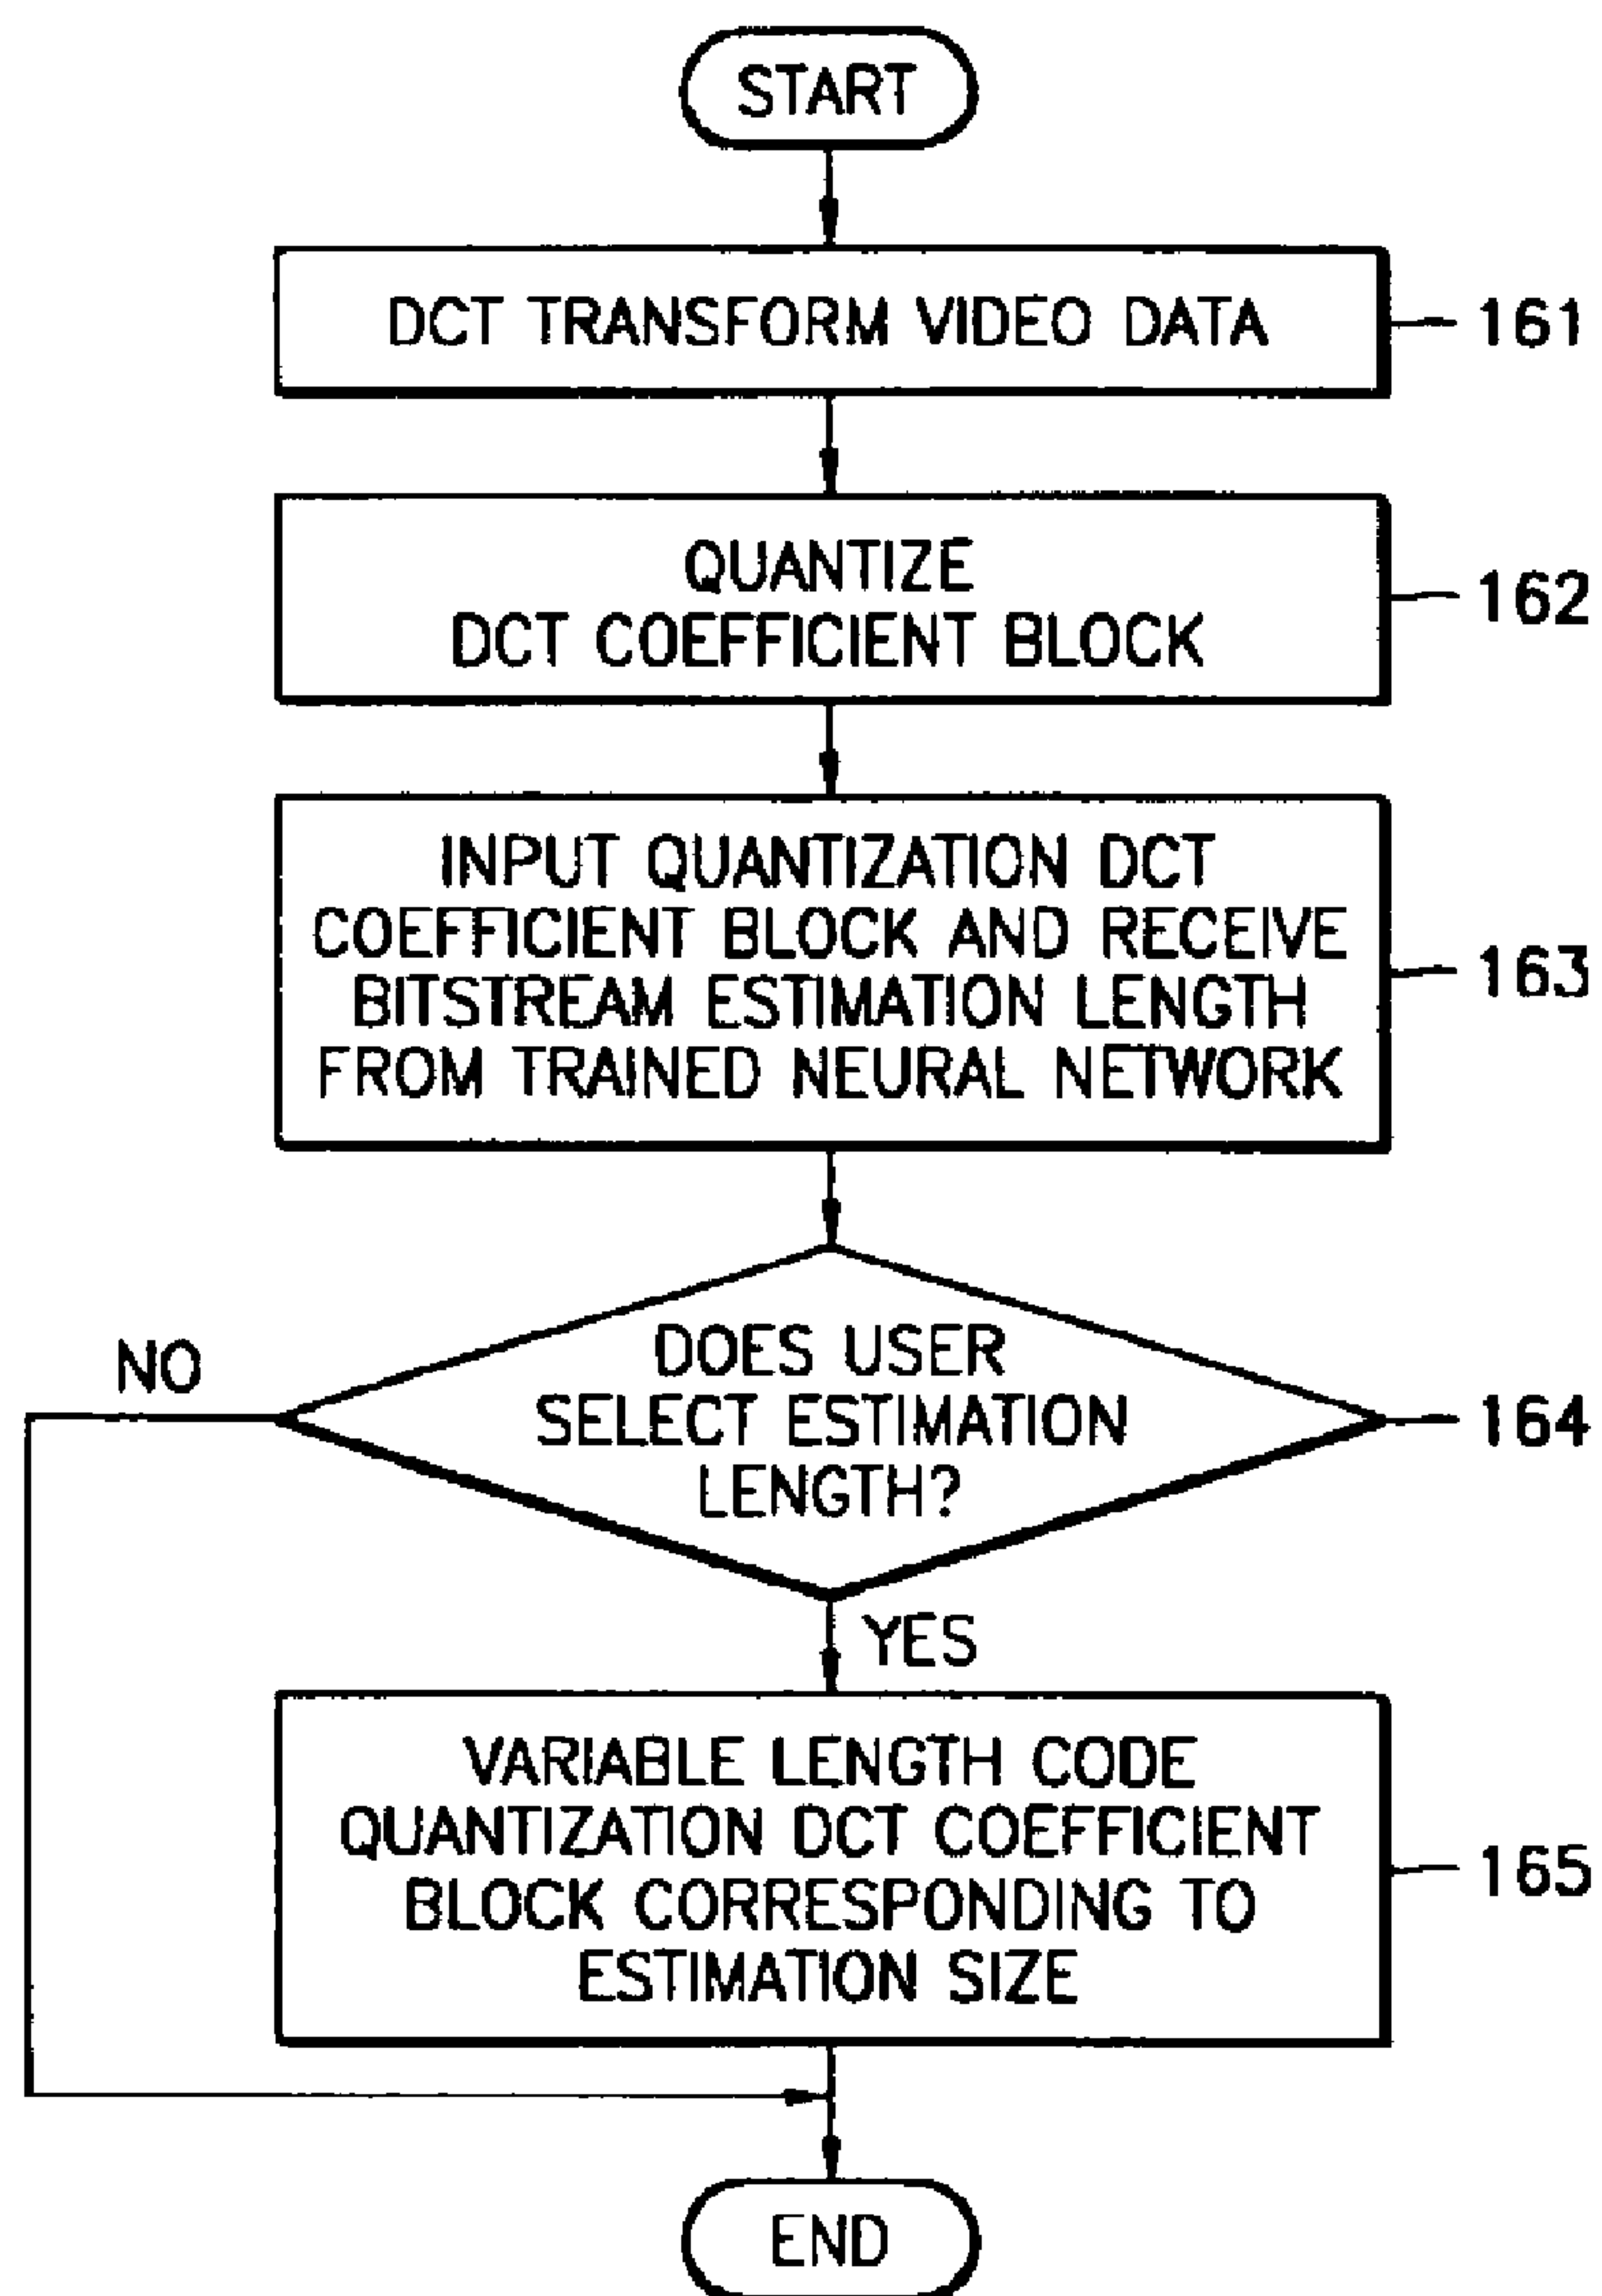 START
DCT TRANSFORM VIDEO DATA
161
QUANTIZE
DCT COEFFICIENT BLOCK
162
INPUT QUANTIZATION DCT
COEFFICIENT BLOCK AND RECEIVE
BITSTREAM ESTIMATION LENGTH
FROM TRAINED NEURAL NETWORK
163
DOES USER
SELECT ESTIMATION
LENGTH?
164
NO
YES
VARIABLE LENGTH CODE
QUANTIZATION DCT COEFFICIENT
BLOCK CORRESPONDING TO
ESTIMATION SIZE
165
END